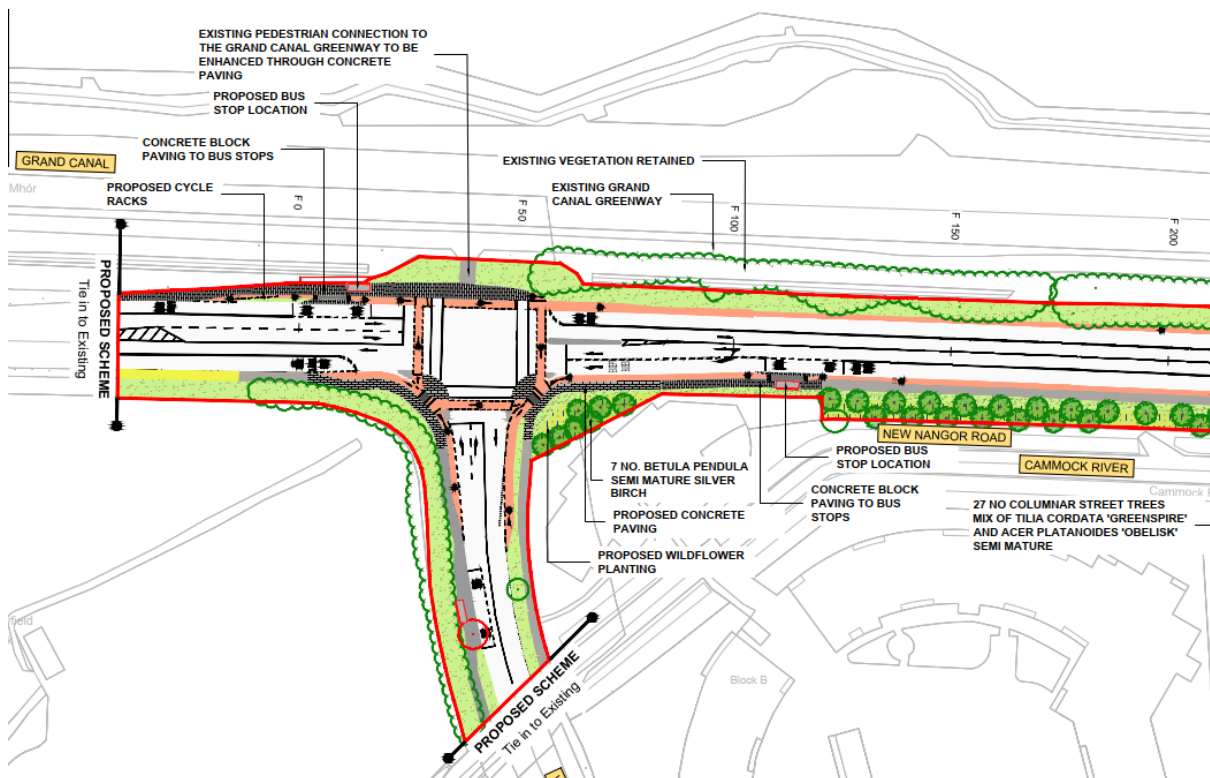 EXISTING PEDESTRIAN CONNECTION TO
THE GRAND CANAL GREENWAY TO BE
ENHANCED THROUGH CONCRETE
PAVING
PROPOSED BUS
STOP LOCATION
CONCRETE BLOCK
PAVING TO BUS STOPS
GRAND CANAL
Mhór
PROPOSED CYCLE
RACKS
EXISTING VEGETATION RETAINED
EXISTING GRAND
CANAL GREENWAY
F 0
F 50
F 100
F 150
F 200
PROPOSED SCHEME
Tie in to Existing
NEW NANGOR ROAD
PROPOSED BUS
STOP LOCATION
CAMMOCK RIVER
Cammock
7 NO. BETULA PENDULA
SEMI MATURE SILVER
BIRCH
CONCRETE BLOCK
PAVING TO BUS
STOPS
27 NO COLUMNAR STREET TREES
MIX OF TILIA CORDATA 'GREENSPIRE'
AND ACER PLATANOIDES 'OBELISK'
SEMI MATURE
PROPOSED CONCRETE
PAVING
PROPOSED WILDFLOWER
PLANTING
field
Block B
PROPOSED SCHEME
Tie in to Existing